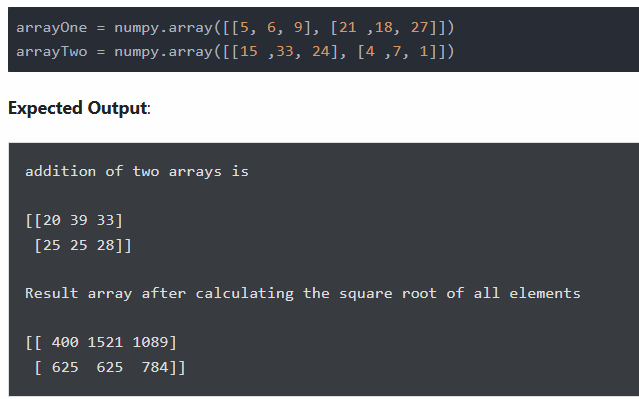 arrayOne = numpy.array([[5, 6, 9], [21 ,18, 27]])
arrayTwo = numpy.array([[15 ,33, 24], [4 ,7, 1]])
Expected Output:
addition of two arrays is
[[20 39 33]
 [25 25 28]]
Result array after calculating the square root of all elements
[[ 400 1521 1089]
 [ 625  625  784]]